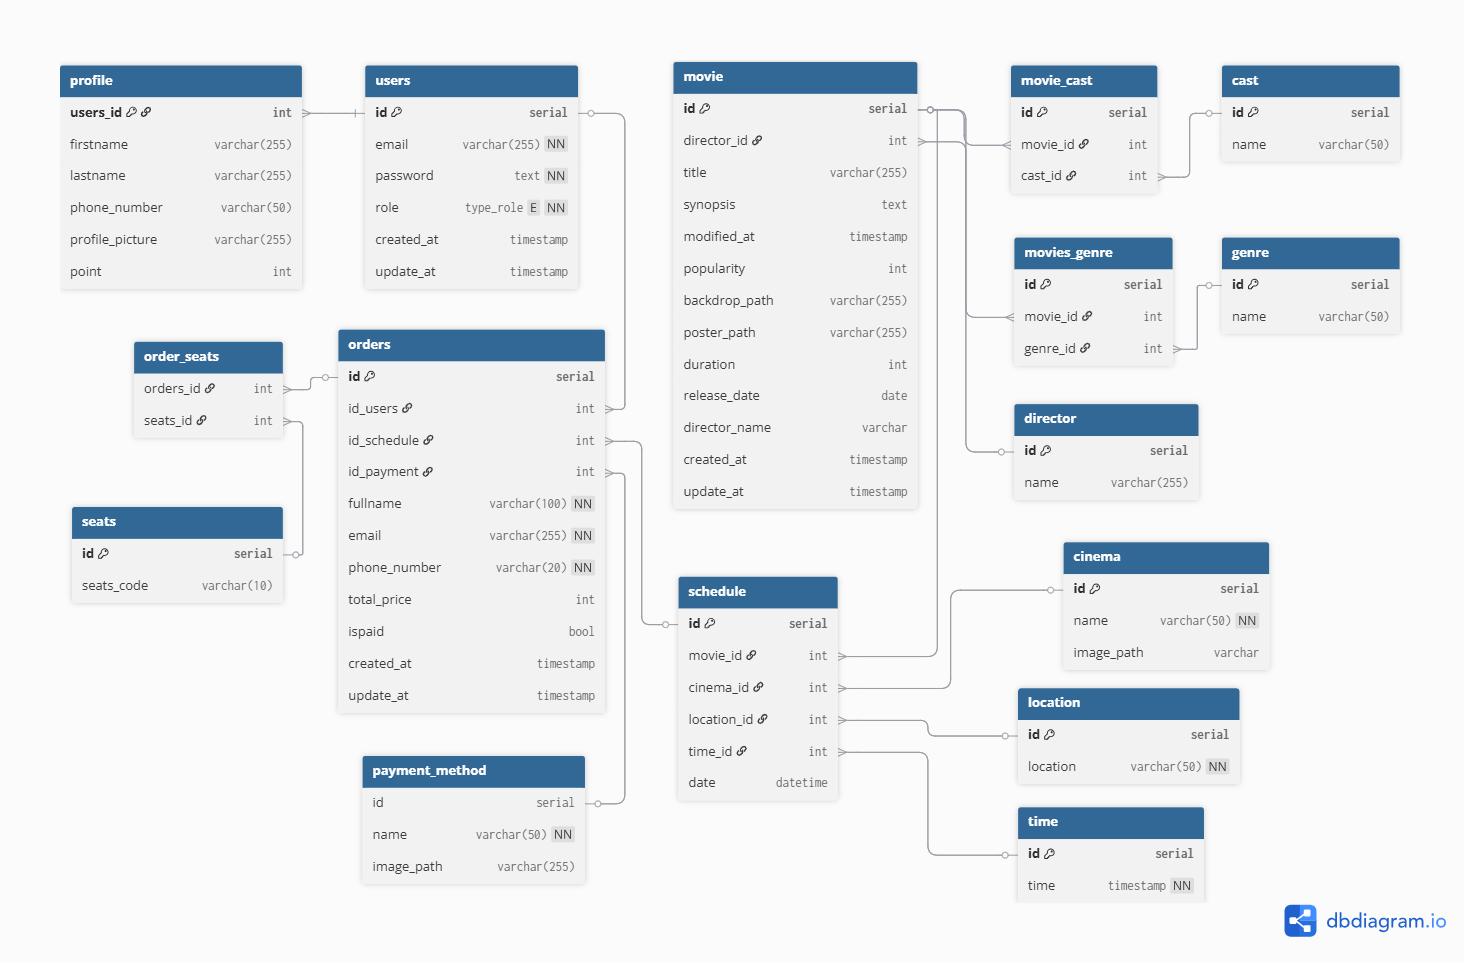 profile
users_id int
firstname varchar(255)
lastname varchar(255)
phone_number varchar(50)
profile_picture varchar(255)
point int
users
id serial
email varchar(255) NN
password text NN
role type_role E NN
created_at timestamp
update_at timestamp
movie
id serial
director_id int
title varchar(255)
synopsis text
modified_at timestamp
popularity int
backdrop_path varchar(255)
poster_path varchar(255)
duration int
release_date date
director_name varchar
created_at timestamp
update_at timestamp
movie_cast
id serial
movie_id int
cast_id int
cast
id serial
name varchar(50)
movies_genre
id serial
movie_id int
genre_id int
genre
id serial
name varchar(50)
order_seats
orders_id int
seats_id int
orders
id serial
id_users int
id_schedule int
id_payment int
fullname varchar(100) NN
email varchar(255) NN
phone_number varchar(20) NN
total_price int
ispaid bool
created_at timestamp
update_at timestamp
director
id serial
name varchar(255)
seats
id serial
seats_code varchar(10)
schedule
id serial
movie_id int
cinema_id int
location_id int
time_id int
date datetime
cinema
id serial
name varchar(50) NN
image_path varchar
location
id serial
location varchar(50) NN
payment_method
id serial
name varchar(50) NN
image_path varchar(255)
time
id serial
time timestamp NN
dbdiagram.io